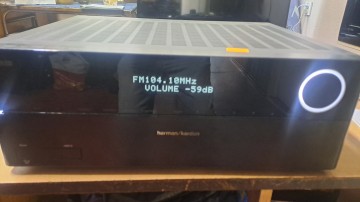 FM104.10MHz
VOLUME -59dB
harman/kardon